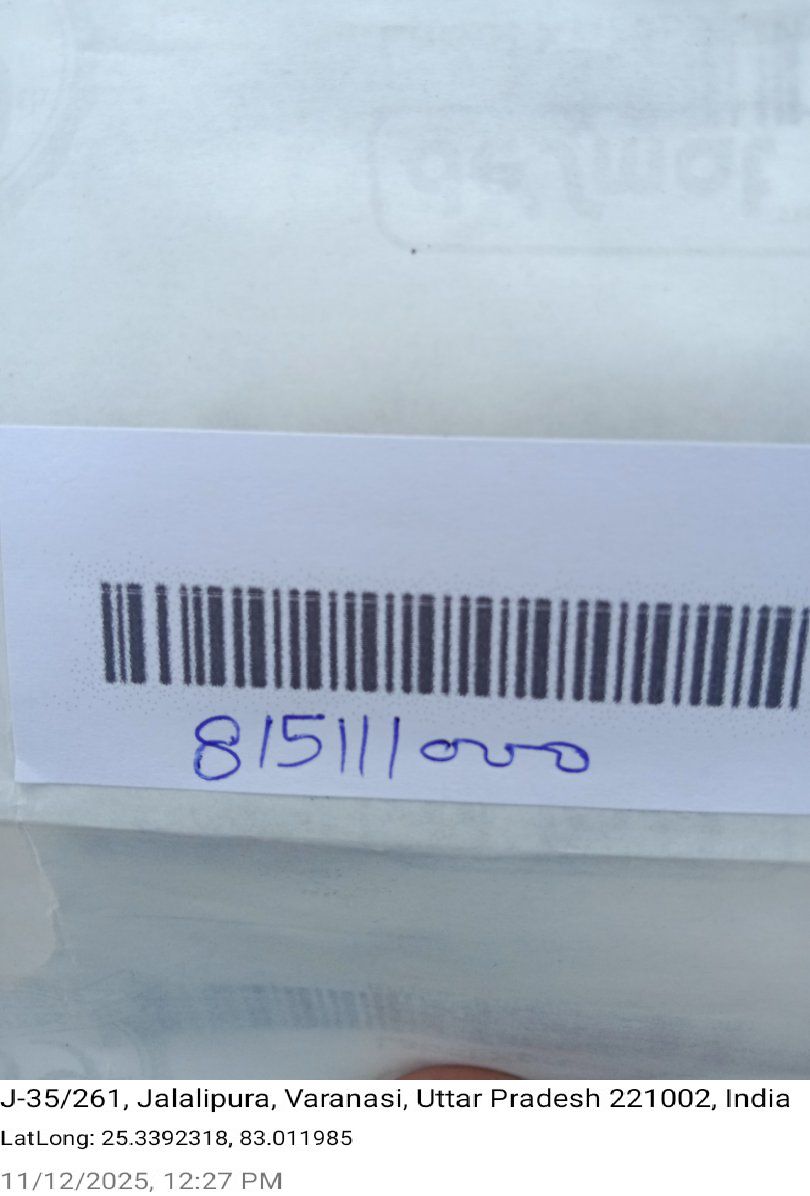 815111000
J-35/261, Jalalipura, Varanasi, Uttar Pradesh 221002, India
LatLong: 25.3392318, 83.011985
11/12/2025, 12:27 PM